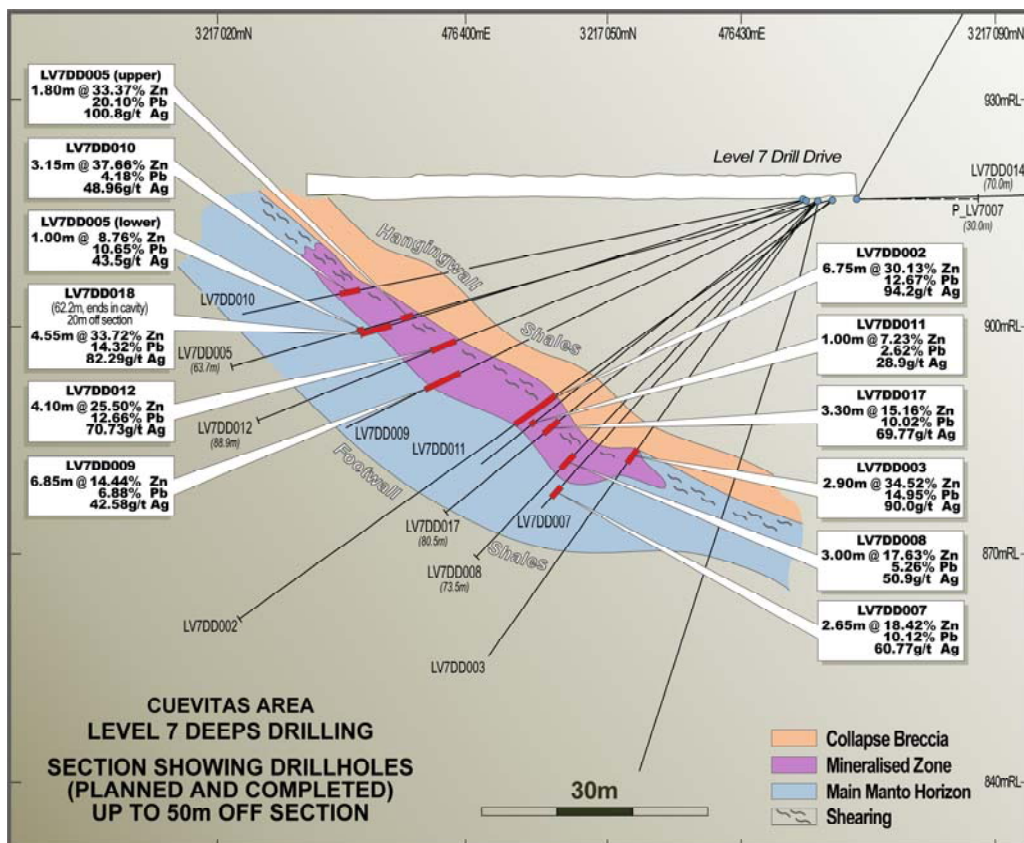 3 217 020mN
476 400mE
3 217 050mN
476 430mE
3 217 090mN
930mRL
900mRL
870mRL
840mRL
LV7DD005 (upper)
1.80m @ 33.37% Zn
20.10% Pb
100.8g/t Ag
LV7DD010
3.15m @ 37.66% Zn
4.18% Pb
48.96g/t Ag
LV7DD005 (lower)
1.00m @ 8.76% Zn
10.65% Pb
43.5g/t Ag
LV7DD018
(62.2m, ends in cavity)
20m off section
4.55m @ 33.72% Zn
14.32% Pb
82.29g/t Ag
LV7DD012
4.10m @ 25.50% Zn
12.66% Pb
70.73g/t Ag
LV7DD009
6.85m @ 14.44% Zn
6.88% Pb
42.58g/t Ag
Level 7 Drill Drive
LV7DD014
(70.0m)
P_LV7007
(30.0m)
LV7DD002
6.75m @ 30.13% Zn
12.67% Pb
94.2g/t Ag
LV7DD011
1.00m @ 7.23% Zn
2.62% Pb
28.9g/t Ag
LV7DD017
3.30m @ 15.16% Zn
10.02% Pb
69.77g/t Ag
LV7DD003
2.90m @ 34.52% Zn
14.95% Pb
90.0g/t Ag
LV7DD008
3.00m @ 17.63% Zn
5.26% Pb
50.9g/t Ag
LV7DD007
2.65m @ 18.42% Zn
10.12% Pb
60.77g/t Ag
Hangingwall
Shales
LV7DD010
LV7DD005
(63.7m)
LV7DD012
(88.9m)
LV7DD009
LV7DD011
Footwall
Shales
LV7DD017
(80.5m)
LV7DD007
LV7DD008
(73.5m)
LV7DD002
LV7DD003
CUEVITAS AREA
LEVEL 7 DEEPS DRILLING
SECTION SHOWING DRILLHOLES
(PLANNED AND COMPLETED)
UP TO 50m OFF SECTION
30m
Collapse Breccia
Mineralised Zone
Main Manto Horizon
Shearing